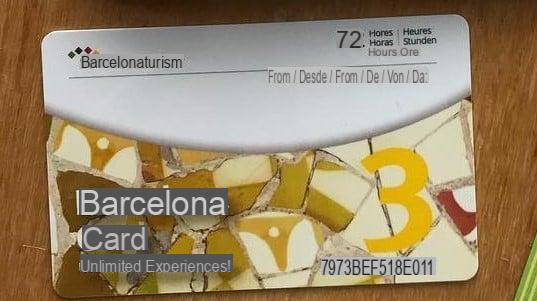 Barcelonaturism
72. Hores Heures
Horas Stunden
Hours Ore
From / Desde / From / De / Von / Da:
3
Barcelona
Card
Unlimited Experiences!
7973BEF518E011